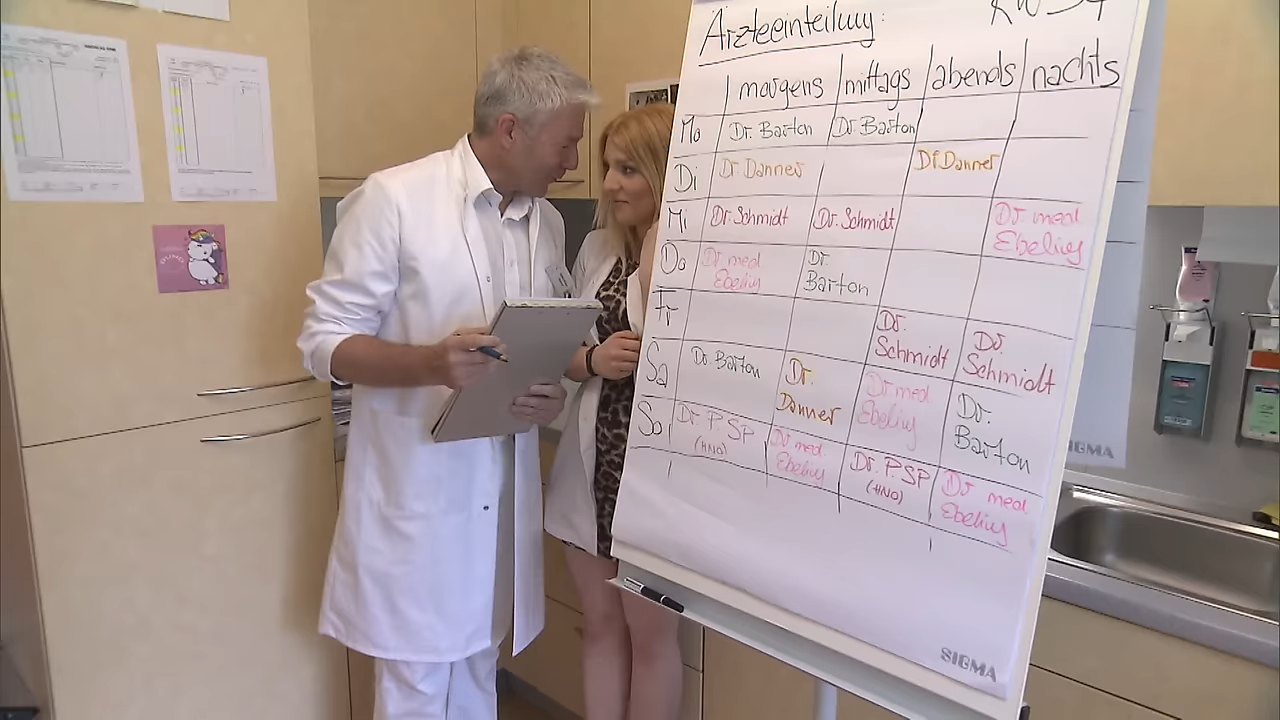 Ärzteeinteilung: KW 34
morgens mittags abends nachts
Mo Dr. Barton Dr. Barton
Di Dr. Danner Dr. Danner
Mi Dr. Schmidt Dr. Schmidt Dr. med. Ebeling
Do Dr. med. Ebeling Dr. Barton
Fr Dr. Schmidt Dr. Schmidt
Sa Dr. Barton Dr. Danner Dr. med. Ebeling Dr. Barton
So Dr. P. SP (HNO) Dr. med. Ebeling Dr. P. SP (HNO) Dr. med. Ebeling
SIGMA
SIGMA